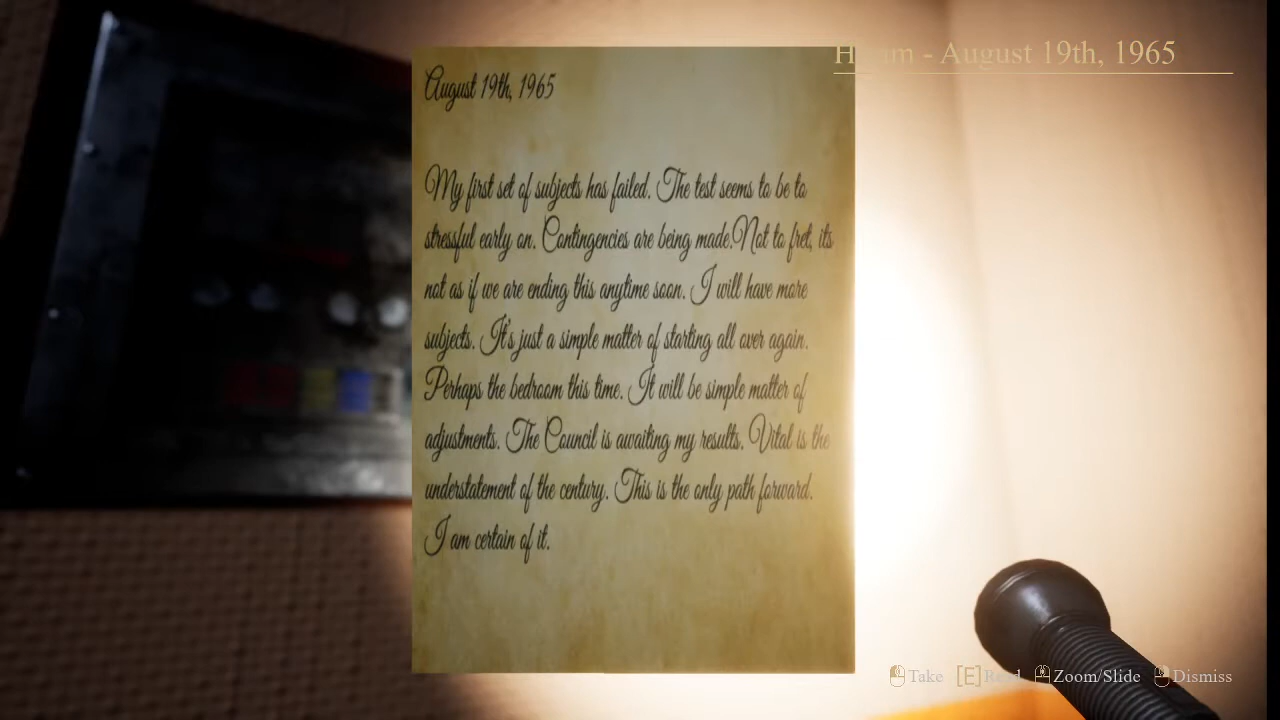 August 19th, 1965
My first set of subjects has failed. The test seems to be to
stressful early on. Contingencies are being made.Not to fret, its
not as if we are ending this anytime soon. I will have more
subjects. It's just a simple matter of starting all over again.
Perhaps the bedroom this time. It will be simple matter of
adjustments. The Council is awaiting my results. Vital is the
understatement of the century. This is the only path forward.
I am certain of it.
- August 19th, 1965
Take [E] Read Zoom/Slide Dismiss